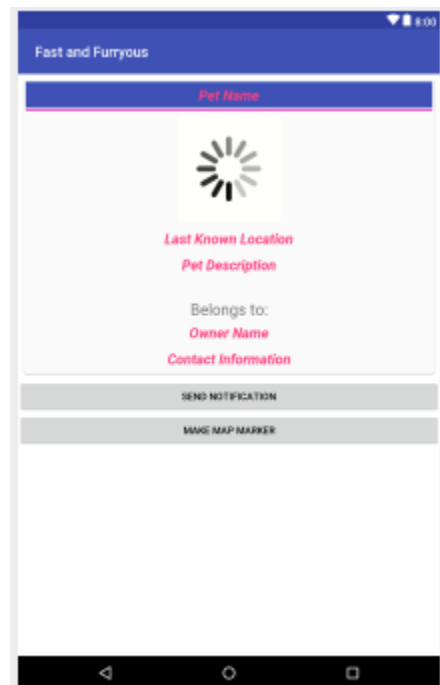 8:00
Fast and Furryous
Pet Name
Last Known Location
Pet Description
Belongs to:
Owner Name
Contact Information
SEND NOTIFICATION
MAKE MAP MARKER